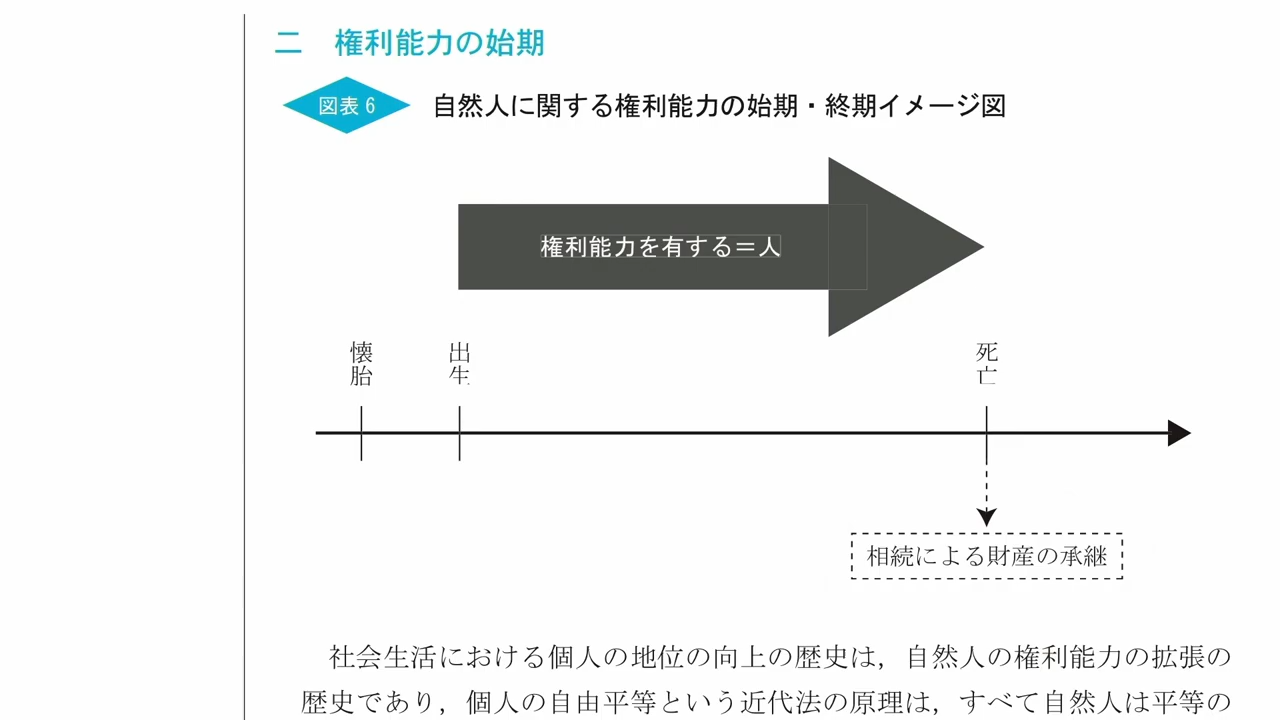 二　権利能力の始期
図表 6　自然人に関する権利能力の始期・終期イメージ図
権利能力を有する＝人
懐胎
出生
死亡
相続による財産の承継
社会生活における個人の地位の向上の歴史は，自然人の権利能力の拡張の
歴史であり，個人の自由平等という近代法の原理は，すべて自然人は平等の